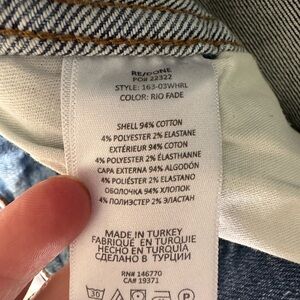 RE/DONE
PO# 22322
STYLE: 163-03WHRL
COLOR: RIO FADE
SHELL 94% COTTON
4% POLYESTER 2% ELASTANE
EXTÉRIEUR 94% COTON
4% POLYESTER 2% ÉLASTHANNE
CAPA EXTERNA 94% ALGODÓN
4% POLIÉSTER 2% ELASTANO
ОБОЛОЧКА 94% ХЛОПОК
4% ПОЛИЭСТЕР 2% ЭЛАСТАН
MADE IN TURKEY
FABRIQUÉ EN TURQUIE
HECHO EN TURQUIA
СДЕЛАНО В ТУРЦИИ
RN# 146770
CA# 19371
30